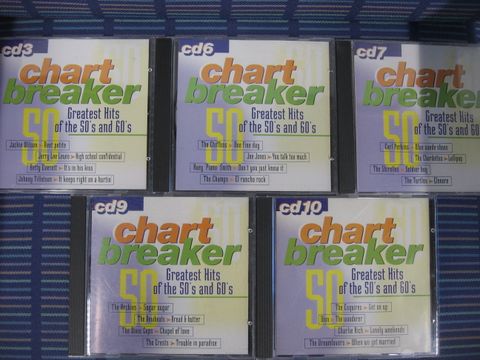 cd3
chart
breaker
50
Greatest Hits
of the 50's and 60's
Jackie Wilson - Reet petite
Jerry Lee Lewis - High school confidential
Betty Everett - It's in his kiss
Johnny Tillotson - It keeps right on a hurtin'
cd6
chart
breaker
50
Greatest Hits
of the 50's and 60's
The Chiffons - One fine day
Joe Jones - You talk too much
Huey Piano Smith - Don't you just know it
The Champs - El rancho rock
cd7
chart
breaker
50
Greatest Hits
of the 50's and 60's
Carl Perkins - Blue suede shoes
The Chordettes - Lollipop
The Shirelles - Soldier boy
The Turtles - Elenore
cd9
chart
breaker
50
Greatest Hits
of the 50's and 60's
The Archies - Sugar sugar
The Newbeats - Bread & butter
The Dixie Cups - Chapel of love
The Crests - Trouble in paradise
cd10
chart
breaker
50
Greatest Hits
of the 50's and 60's
The Esquires - Get on up
Dion - The wanderer
Charlie Rich - Lonely weekends
The Dreamlovers - When we get married